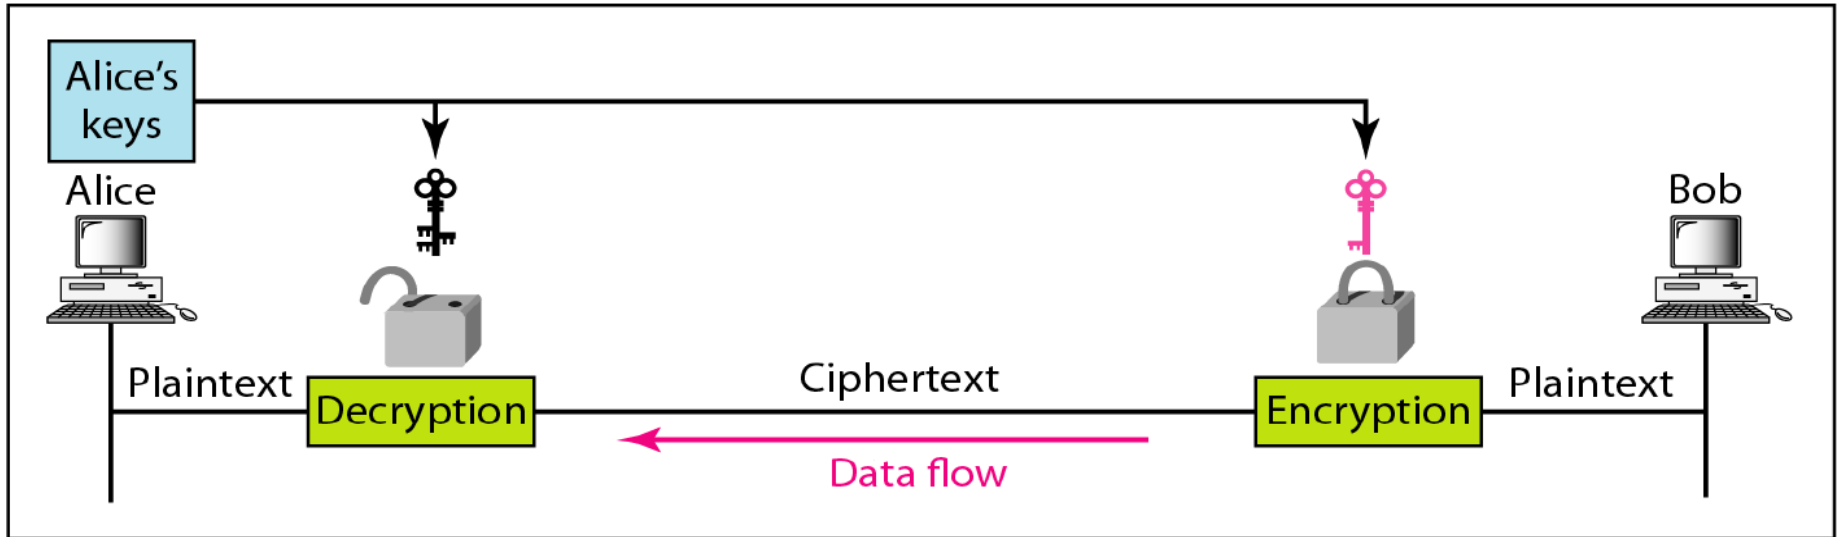 Alice's
keys
Alice
Bob
Plaintext
Decryption
Ciphertext
Encryption
Plaintext
Data flow